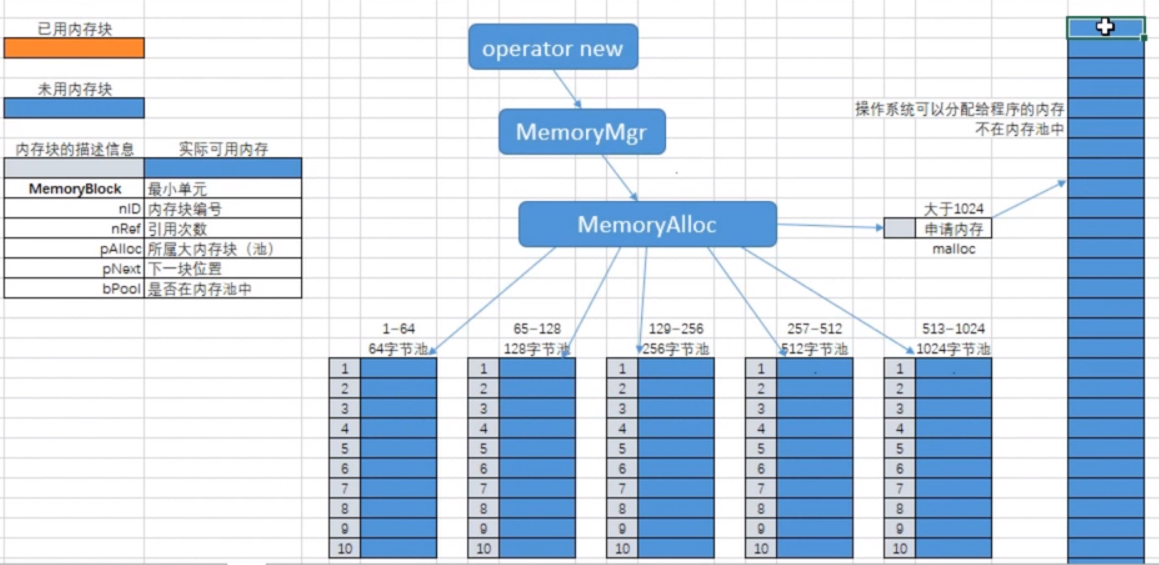 已用内存块
未用内存块
内存块的描述信息 实际可用内存
MemoryBlock 最小单元
nID 内存块编号
nRef 引用次数
pAlloc 所属大内存块（池）
pNext 下一块位置
bPool 是否在内存池中
operator new
MemoryMgr
MemoryAlloc
操作系统可以分配给程序的内存
不在内存池中
大于1024
申请内存
malloc
1-64 65-128 129-256 257-512 513-1024
64字节池 128字节池 256字节池 512字节池 1024字节池
1 1 1 1 1
2 2 2 2 2
3 3 3 3 3
4 4 4 4 4
5 5 5 5 5
6 6 6 6 6
7 7 7 7 7
8 8 8 8 8
9 9 9 9 9
10 10 10 10 10